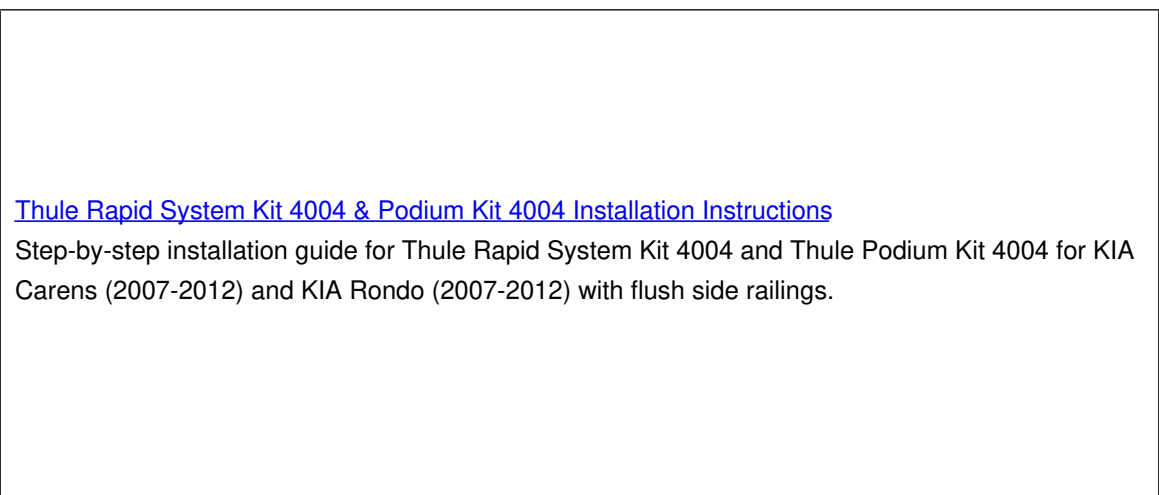 Thule Rapid System Kit 4004 & Podium Kit 4004 Installation Instructions
Step-by-step installation guide for Thule Rapid System Kit 4004 and Thule Podium Kit 4004 for KIA
Carens (2007-2012) and KIA Rondo (2007-2012) with flush side railings.